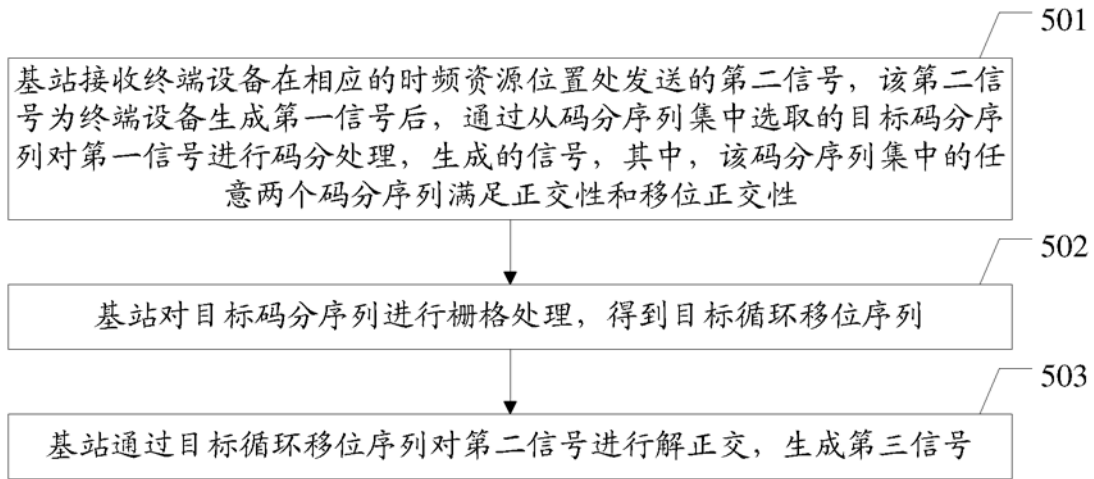 501
基站接收终端设备在相应的时频资源位置处发送的第二信号，该第二信
号为终端设备生成第一信号后，通过从码分序列集中选取的目标码分序
列对第一信号进行码分处理，生成的信号，其中，该码分序列集中的任
意两个码分序列满足正交性和移位正交性
502
基站对目标码分序列进行栅格处理，得到目标循环移位序列
503
基站通过目标循环移位序列对第二信号进行解正交，生成第三信号